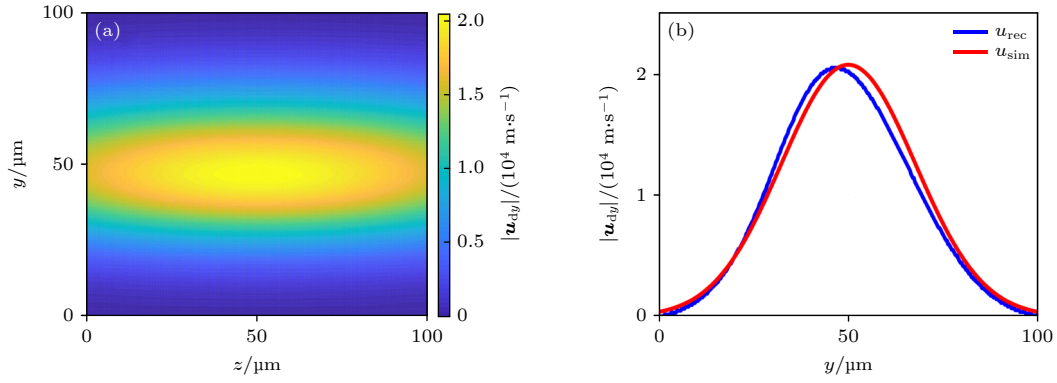 (a)
100
50
0
y/µm
0
50
100
z/µm
2.0
1.5
1.0
0.5
0
|u_dy|/(10⁴ m·s⁻¹)
(b)
u_rec
u_sim
2
1
0
|u_dy|/(10⁴ m·s⁻¹)
0
50
100
y/µm